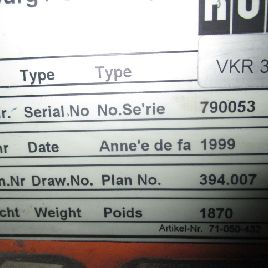 Type Type VKR 3
r. Serial.No No.Se'rie 790053
hr Date Anne'e de fa 1999
n.Nr Draw.No. Plan No. 394.007
cht Weight Poids 1870
Artikel-Nr. 71-050-432